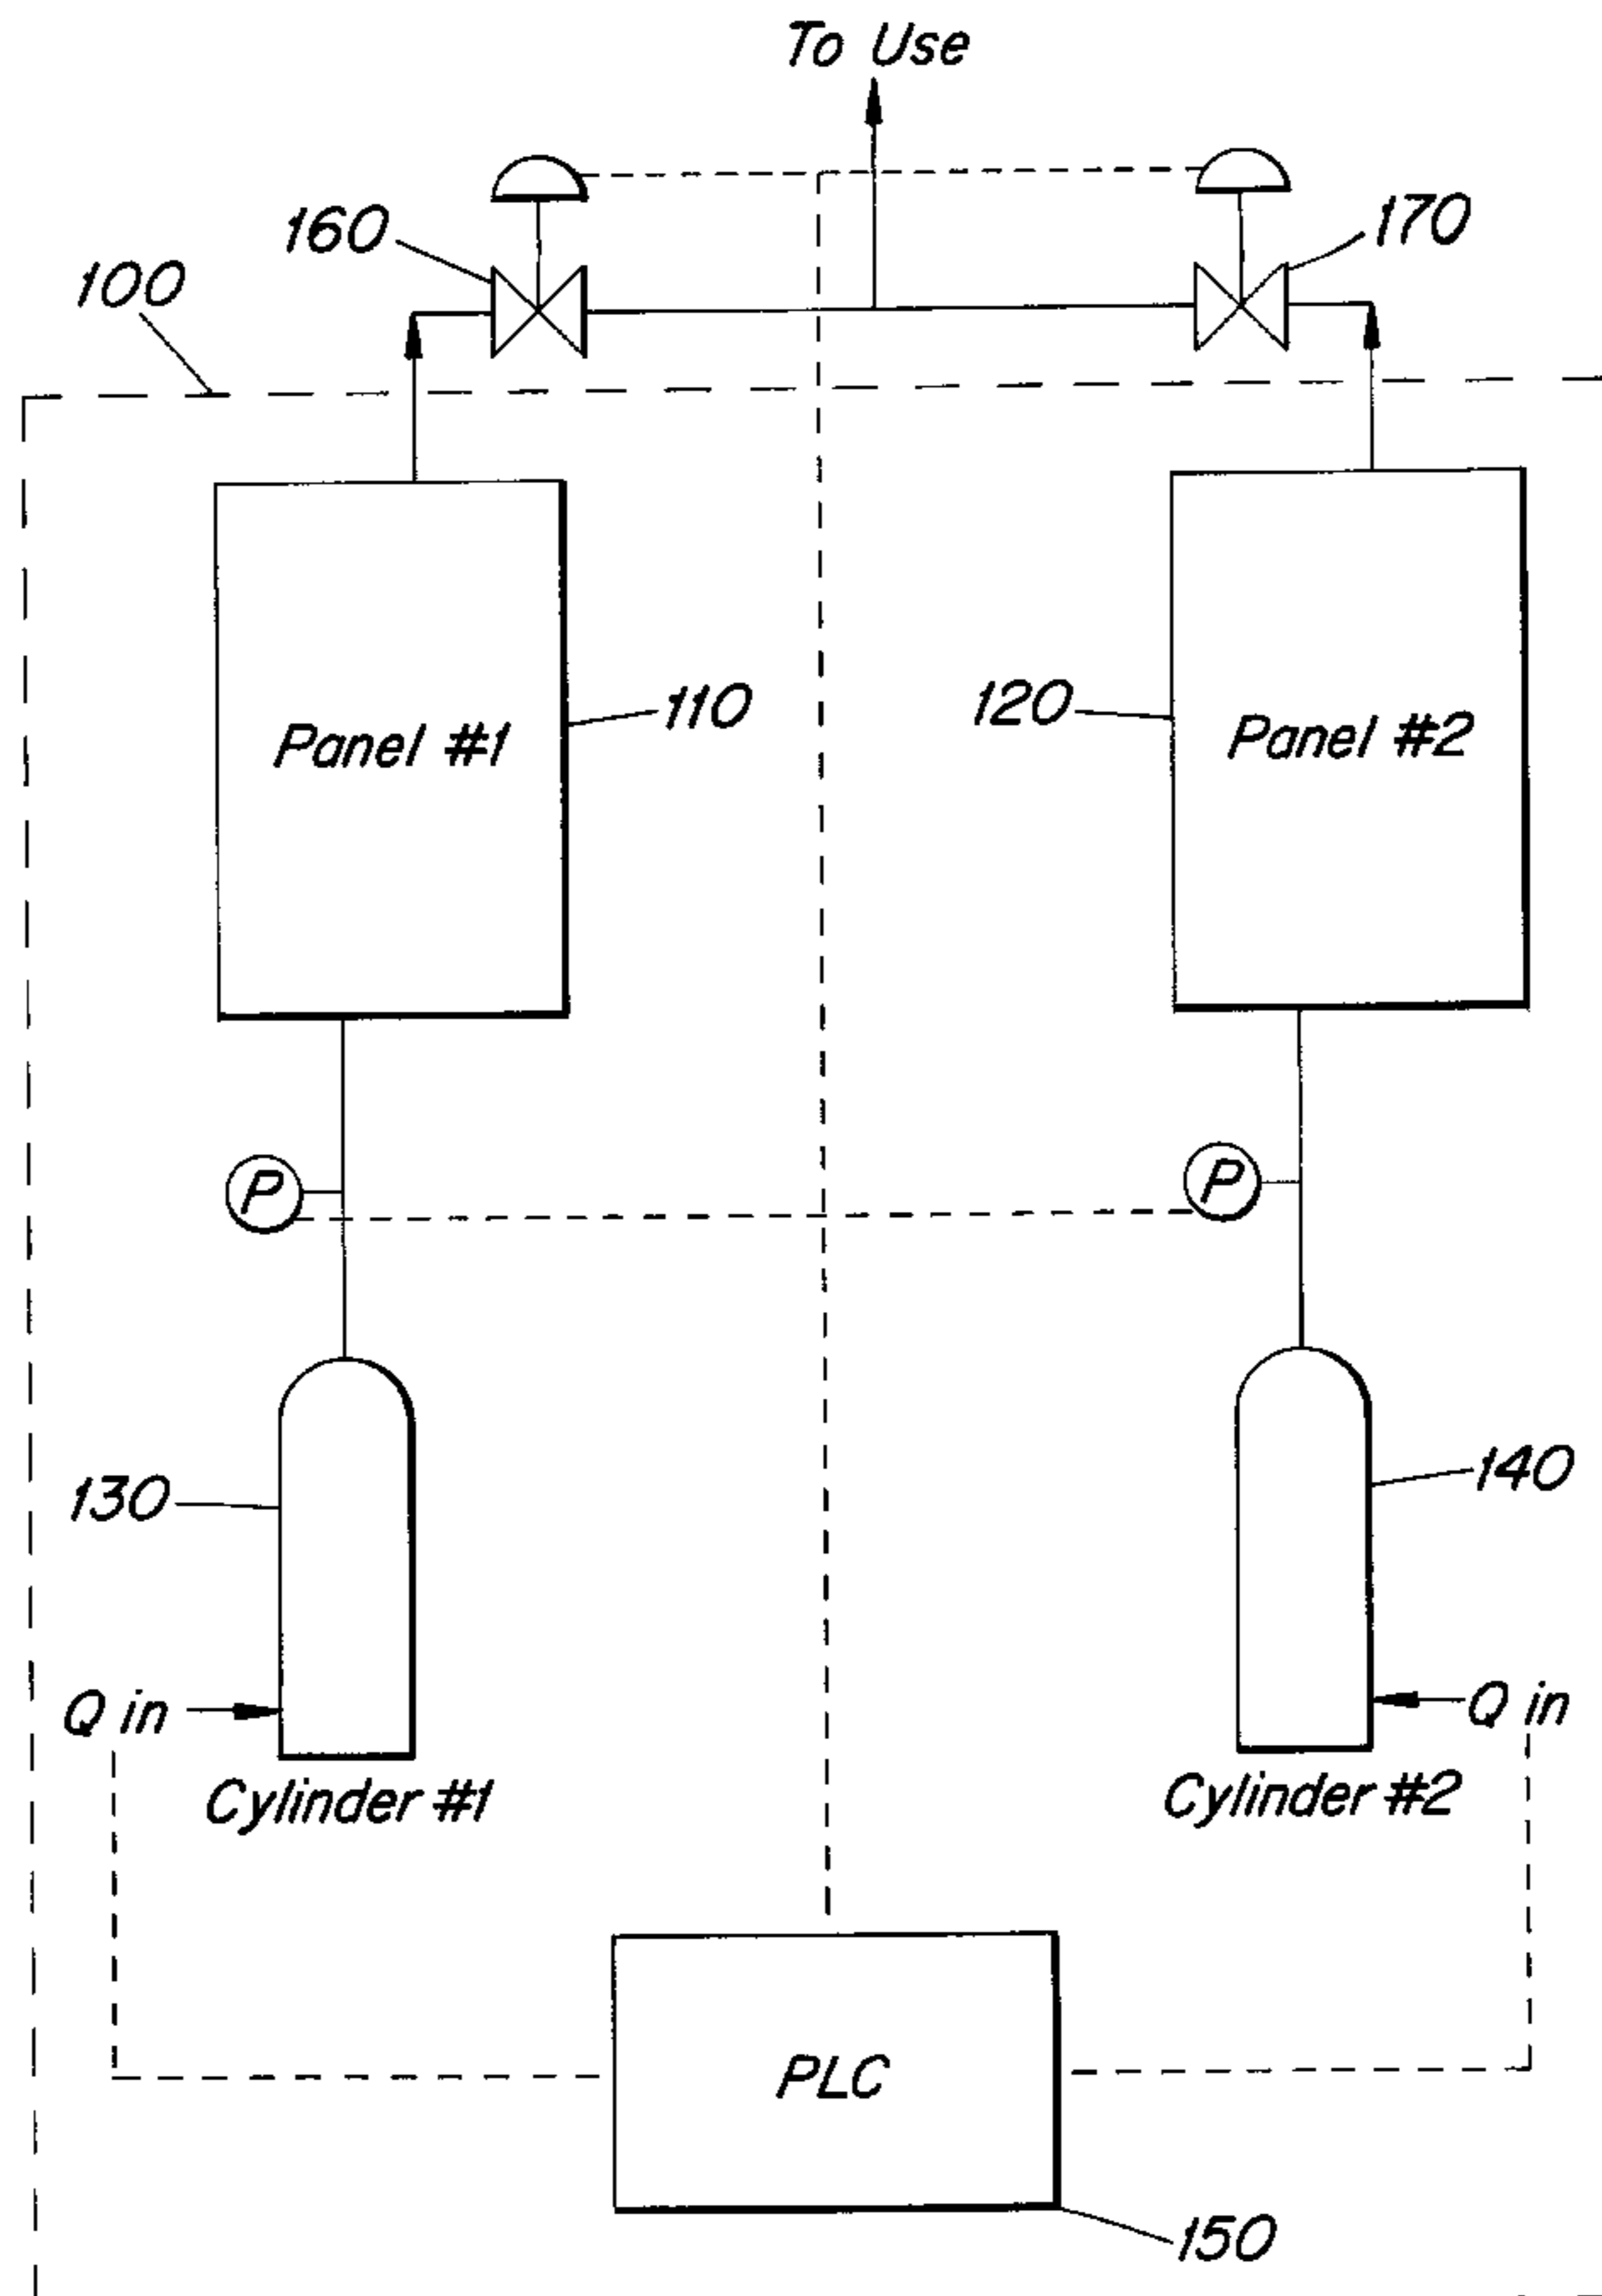 To Use
160
170
100
110
120
Panel #1
Panel #2
P
P
130
140
Q in
Q in
Cylinder #1
Cylinder #2
PLC
150